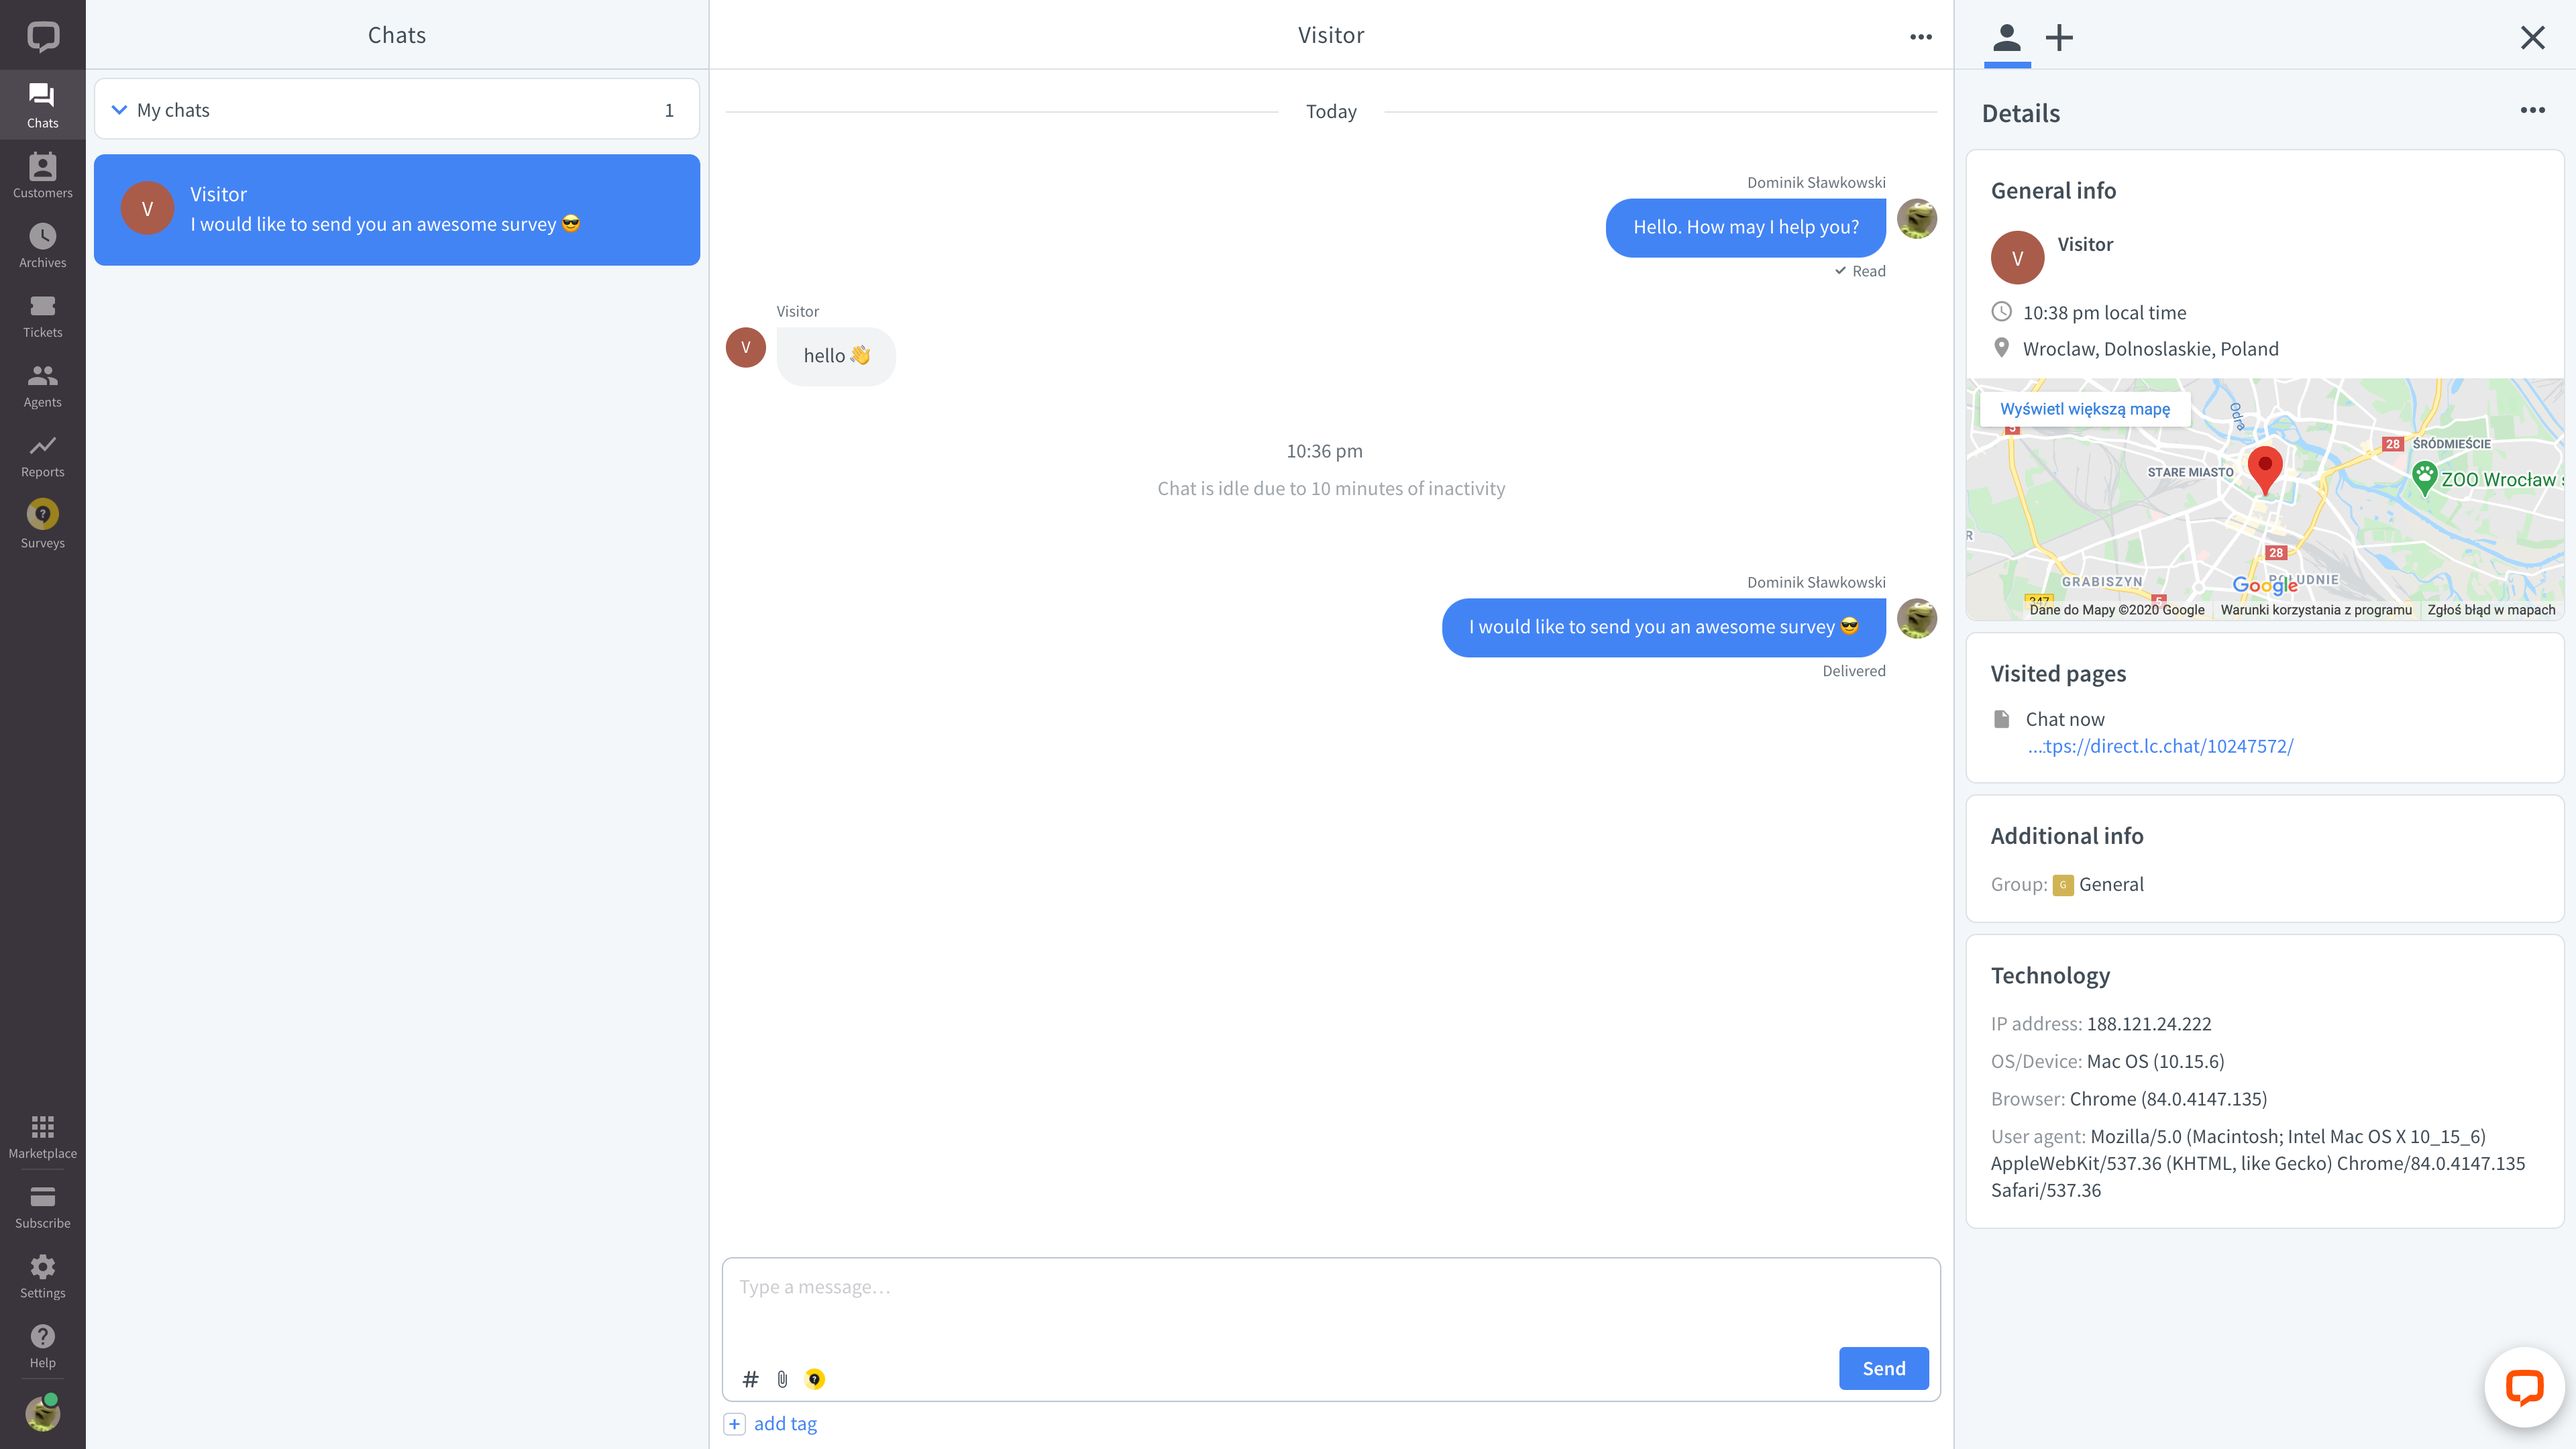 Chats
Customers
Archives
Tickets
Agents
Reports
Surveys
Marketplace
Subscribe
Settings
Help
Chats
My chats
1
V
Visitor
I would like to send you an awesome survey 😎
Visitor
Today
Dominik Sławkowski
Hello. How may I help you?
Read
Visitor
V
hello 👋
10:36 pm
Chat is idle due to 10 minutes of inactivity
Dominik Sławkowski
I would like to send you an awesome survey 😎
Delivered
Type a message…
Send
add tag
Details
General info
V
Visitor
10:38 pm local time
Wroclaw, Dolnoslaskie, Poland
Wyświetl większą mapę
Odra
5
28
ŚRÓDMIEŚCIE
STARE MIASTO
ZOO Wrocław
R
28
GRABISZYN
POŁUDNIE
Google
347
5
Dane do Mapy ©2020 Google
Warunki korzystania z programu
Zgłoś błąd w mapach
Visited pages
Chat now
...tps://direct.lc.chat/10247572/
Additional info
Group: G General
Technology
IP address: 188.121.24.222
OS/Device: Mac OS (10.15.6)
Browser: Chrome (84.0.4147.135)
User agent: Mozilla/5.0 (Macintosh; Intel Mac OS X 10_15_6)
AppleWebKit/537.36 (KHTML, like Gecko) Chrome/84.0.4147.135
Safari/537.36